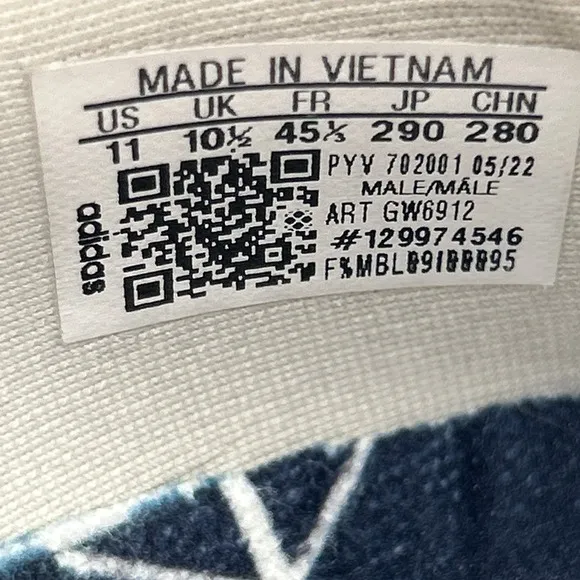 MADE IN VIETNAM
US UK FR JP CHN
11 10½ 45⅓ 290 280
adidas
PYV 702001 05/22
MALE/MÂLE
ART GW6912
#129974546